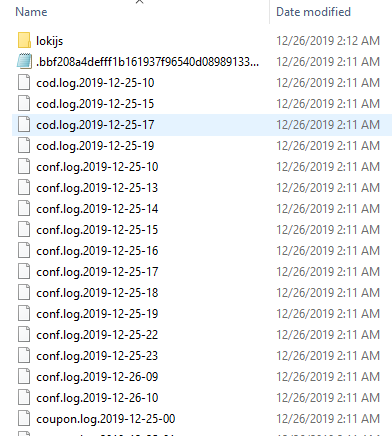 Name Date modified
lokijs 12/26/2019 2:12 AM
.bbf208a4defff1b161937f96540d08989133... 12/26/2019 2:11 AM
cod.log.2019-12-25-10 12/26/2019 2:11 AM
cod.log.2019-12-25-15 12/26/2019 2:11 AM
cod.log.2019-12-25-17 12/26/2019 2:11 AM
cod.log.2019-12-25-19 12/26/2019 2:11 AM
conf.log.2019-12-25-10 12/26/2019 2:11 AM
conf.log.2019-12-25-13 12/26/2019 2:11 AM
conf.log.2019-12-25-14 12/26/2019 2:11 AM
conf.log.2019-12-25-15 12/26/2019 2:11 AM
conf.log.2019-12-25-16 12/26/2019 2:11 AM
conf.log.2019-12-25-17 12/26/2019 2:11 AM
conf.log.2019-12-25-18 12/26/2019 2:11 AM
conf.log.2019-12-25-19 12/26/2019 2:11 AM
conf.log.2019-12-25-22 12/26/2019 2:11 AM
conf.log.2019-12-25-23 12/26/2019 2:11 AM
conf.log.2019-12-26-09 12/26/2019 2:11 AM
conf.log.2019-12-26-10 12/26/2019 2:11 AM
coupon.log.2019-12-25-00 12/26/2019 2:11 AM